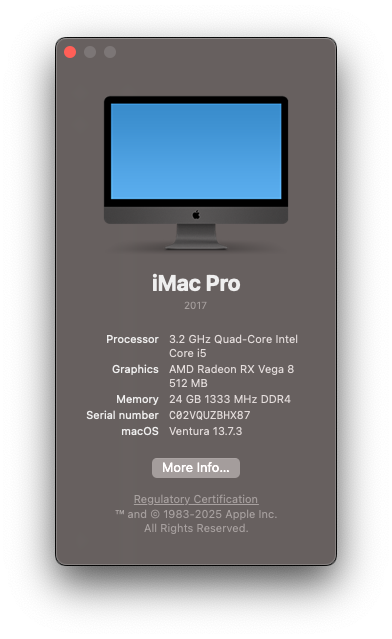 iMac Pro
2017
Processor 3.2 GHz Quad-Core Intel
Core i5
Graphics AMD Radeon RX Vega 8
512 MB
Memory 24 GB 1333 MHz DDR4
Serial number C02VQUZBHX87
macOS Ventura 13.7.3
More Info...
Regulatory Certification
™ and © 1983-2025 Apple Inc.
All Rights Reserved.